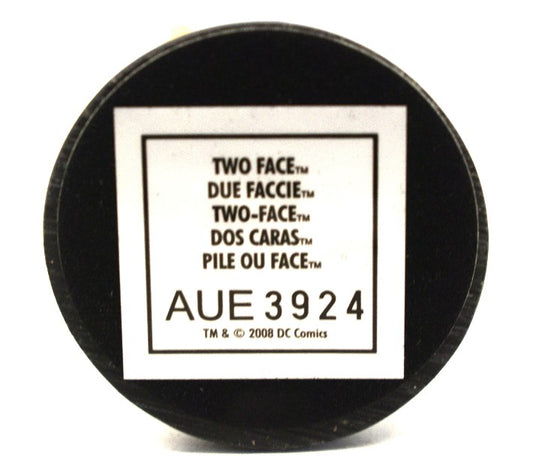 TWO FACE™
DUE FACCIE™
TWO-FACE™
DOS CARAS™
PILE OU FACE™
AUE 3924
TM & © 2008 DC Comics